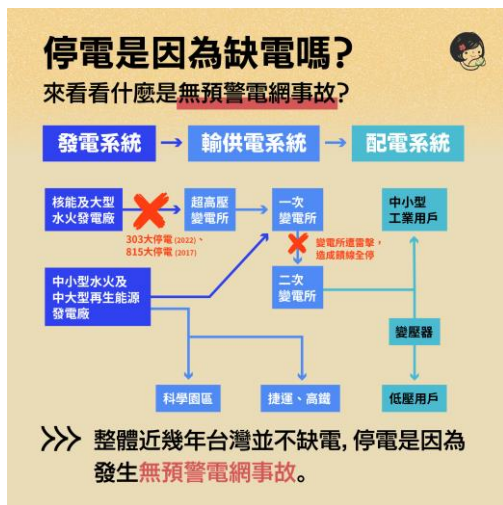 停電是因為缺電嗎?
來看看什麼是無預警電網事故?
發電系統
輸供電系統
配電系統
核能及大型
水火發電廠
超高壓
變電所
一次
變電所
中小型
工業用戶
303大停電 (2022)、
815大停電 (2017)
變電所遭雷擊,
造成饋線全停
中小型水火及
中大型再生能源
發電廠
二次
變電所
變壓器
科學園區
捷運、高鐵
低壓用戶
整體近幾年台灣並不缺電, 停電是因為
發生無預警電網事故。